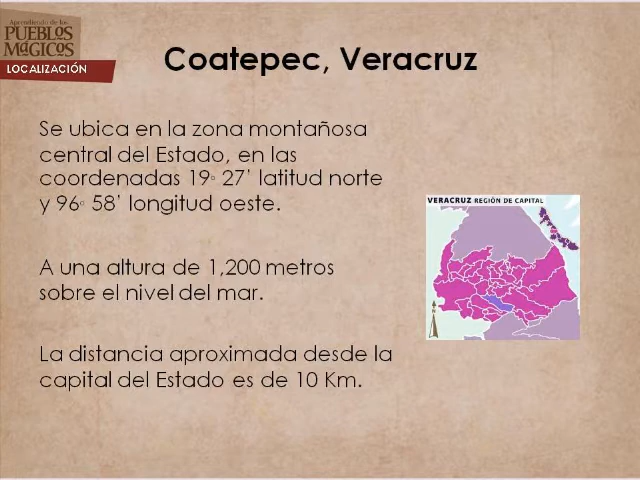 Aprendiendo de los
PUEBLOS
MáGICOS
LOCALIZACIÓN
Coatepec, Veracruz
Se ubica en la zona montañosa
central del Estado, en las
coordenadas 19◦ 27’ latitud norte
y 96◦ 58’ longitud oeste.
A una altura de 1,200 metros
sobre el nivel del mar.
La distancia aproximada desde la
capital del Estado es de 10 Km.
VERACRUZ REGIÓN DE CAPITAL
N